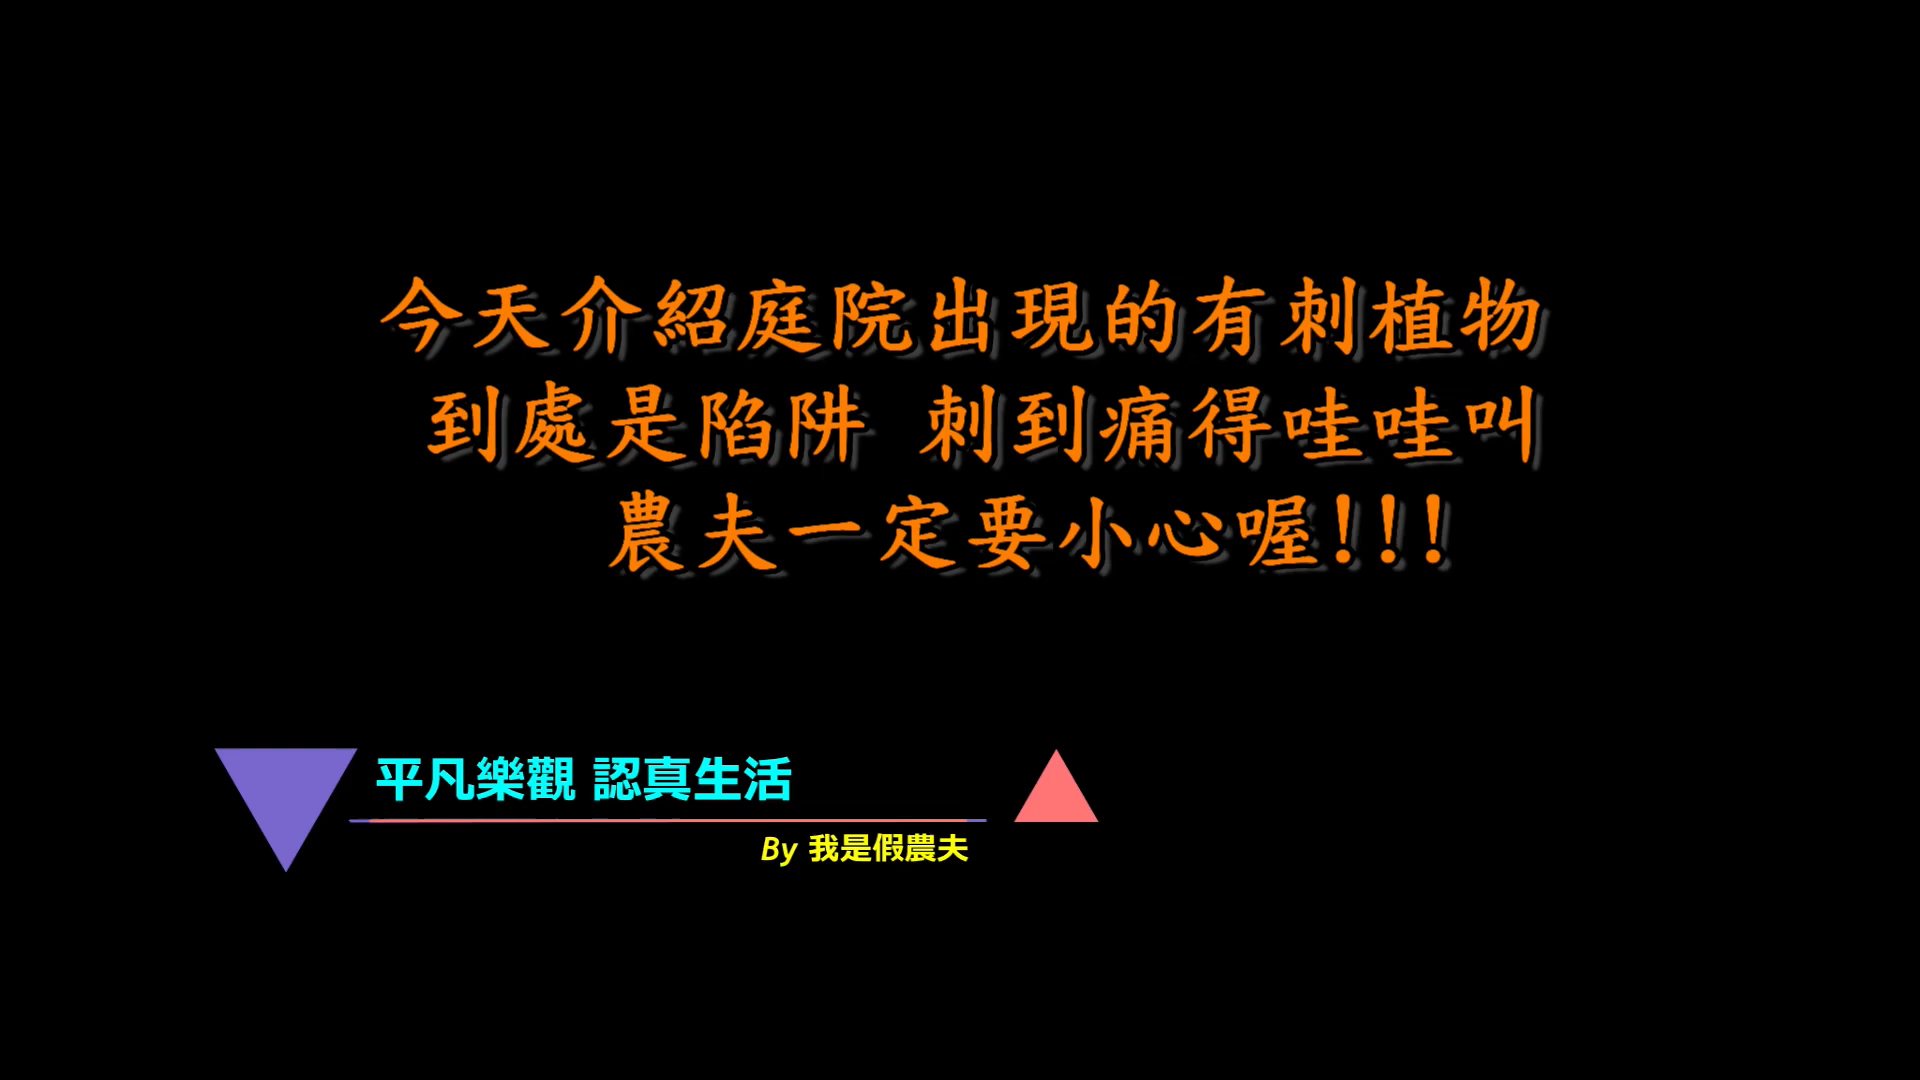 今天介紹庭院出現的有刺植物
到處是陷阱 刺到痛得哇哇叫
農夫一定要小心喔!!!
平凡樂觀 認真生活
By 我是假農夫